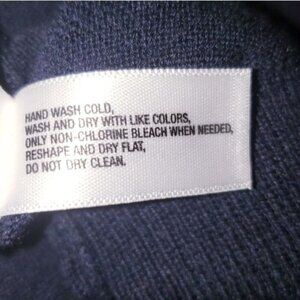 HAND WASH COLD,
WASH AND DRY WITH LIKE COLORS,
ONLY NON-CHLORINE BLEACH WHEN NEEDED,
RESHAPE AND DRY FLAT,
DO NOT DRY CLEAN.